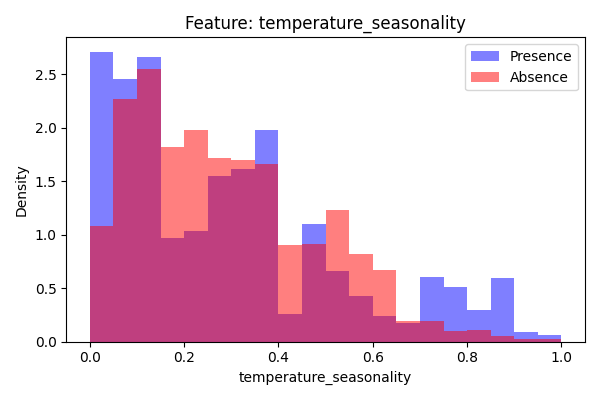 Feature: temperature_seasonality
Presence
Absence
Density
2.5
2.0
1.5
1.0
0.5
0.0
0.0 0.2 0.4 0.6 0.8 1.0
temperature_seasonality